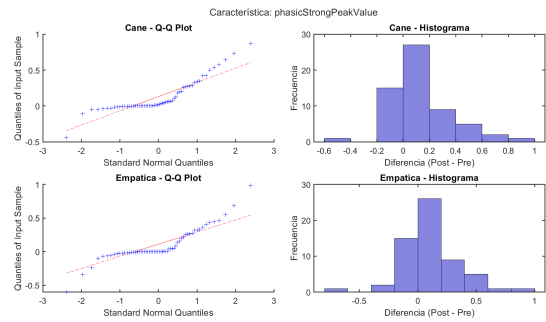 Característica: phasicStrongPeakValue
Cane - Q-Q Plot
Quantiles of Input Sample
1
0.5
0
-0.5
-3 -2 -1 0 1 2 3
Standard Normal Quantiles
Cane - Histograma
Frecuencia
30
20
10
0
-0.6 -0.4 -0.2 0 0.2 0.4 0.6 0.8 1
Diferencia (Post - Pre)
Empatica - Q-Q Plot
Quantiles of Input Sample
1
0.5
0
-0.5
-3 -2 -1 0 1 2 3
Standard Normal Quantiles
Empatica - Histograma
Frecuencia
30
20
10
0
-0.5 0 0.5 1
Diferencia (Post - Pre)